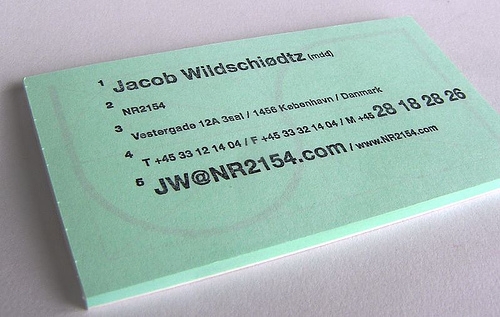 1 Jacob Wildschiødtz (mdd)
2 NR2154
3 Vestergade 12A 3sal / 1456 København / Danmark
4 T +45 33 12 14 04 / F +45 33 32 14 04 / M +45 28 18 28 26
5 JW@NR2154.com / www.NR2154.com